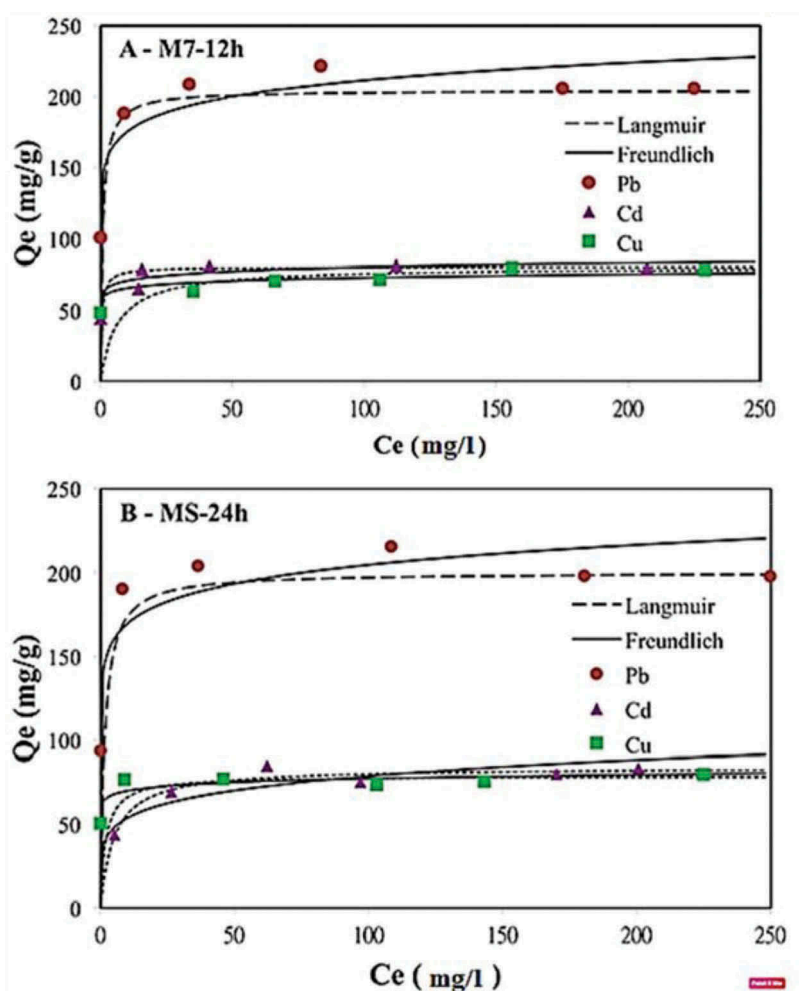 A - M7-12h
250
200
150
100
50
0
Qe (mg/g)
Langmuir
Freundlich
Pb
Cd
Cu
0 50 100 150 200 250
Ce (mg/l)
B - MS-24h
250
200
150
100
50
0
Qe (mg/g)
Langmuir
Freundlich
Pb
Cd
Cu
0 50 100 150 200 250
Ce ( mg/l)